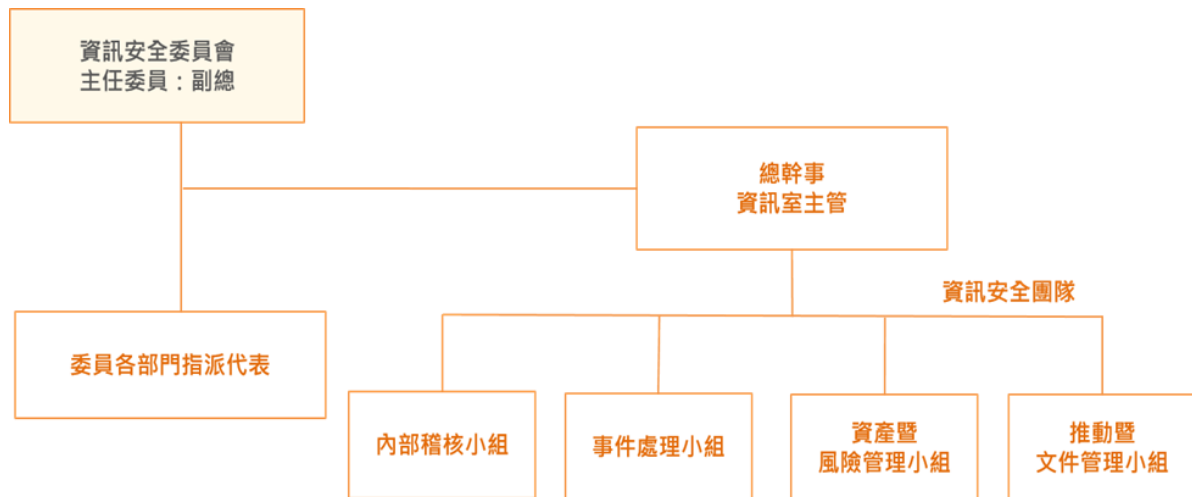 資訊安全委員會
主任委員：副總
總幹事
資訊室主管
資訊安全團隊
委員各部門指派代表
內部稽核小組
事件處理小組
資產暨
風險管理小組
推動暨
文件管理小組